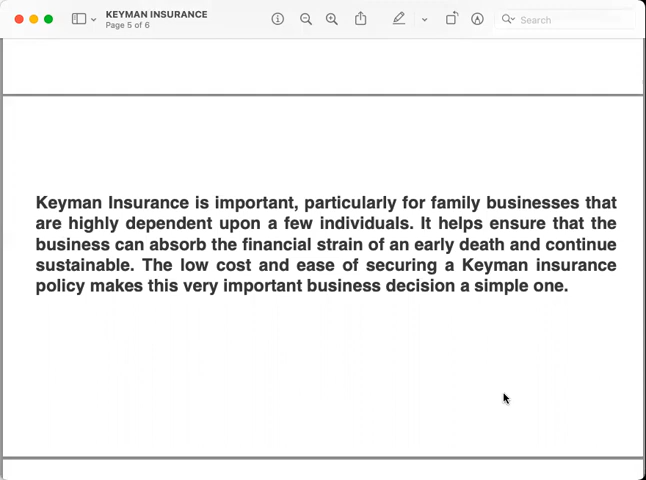 KEYMAN INSURANCE
Page 5 of 6
Search
Keyman Insurance is important, particularly for family businesses that
are highly dependent upon a few individuals. It helps ensure that the
business can absorb the financial strain of an early death and continue
sustainable. The low cost and ease of securing a Keyman insurance
policy makes this very important business decision a simple one.